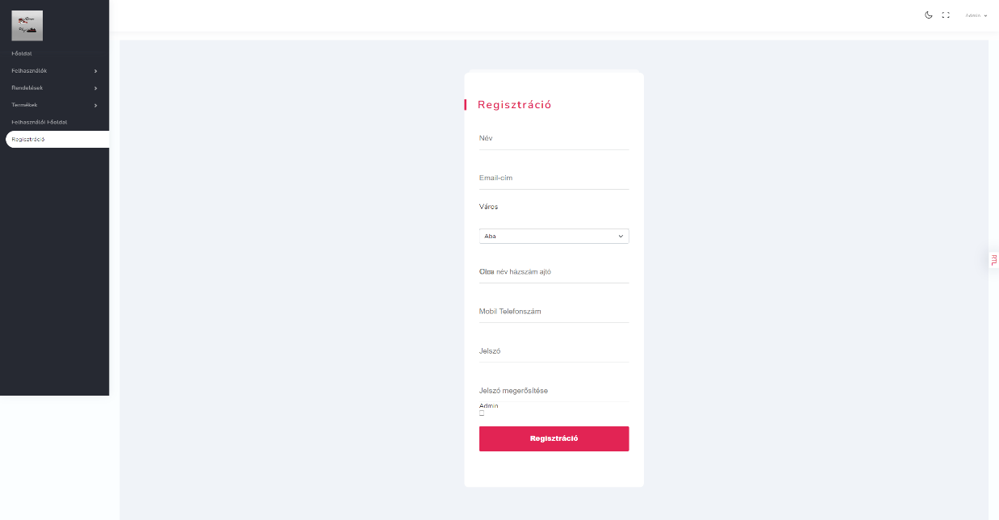 Admin
Főoldal
Felhasználók
Rendelések
Termékek
Felhasználói Főoldal
Regisztráció
Regisztráció
Név
Email-cím
Város
Aba
név házszám ajtó
Mobil Telefonszám
Jelszó
Jelszó megerősítése
Admin
Regisztráció
RTL